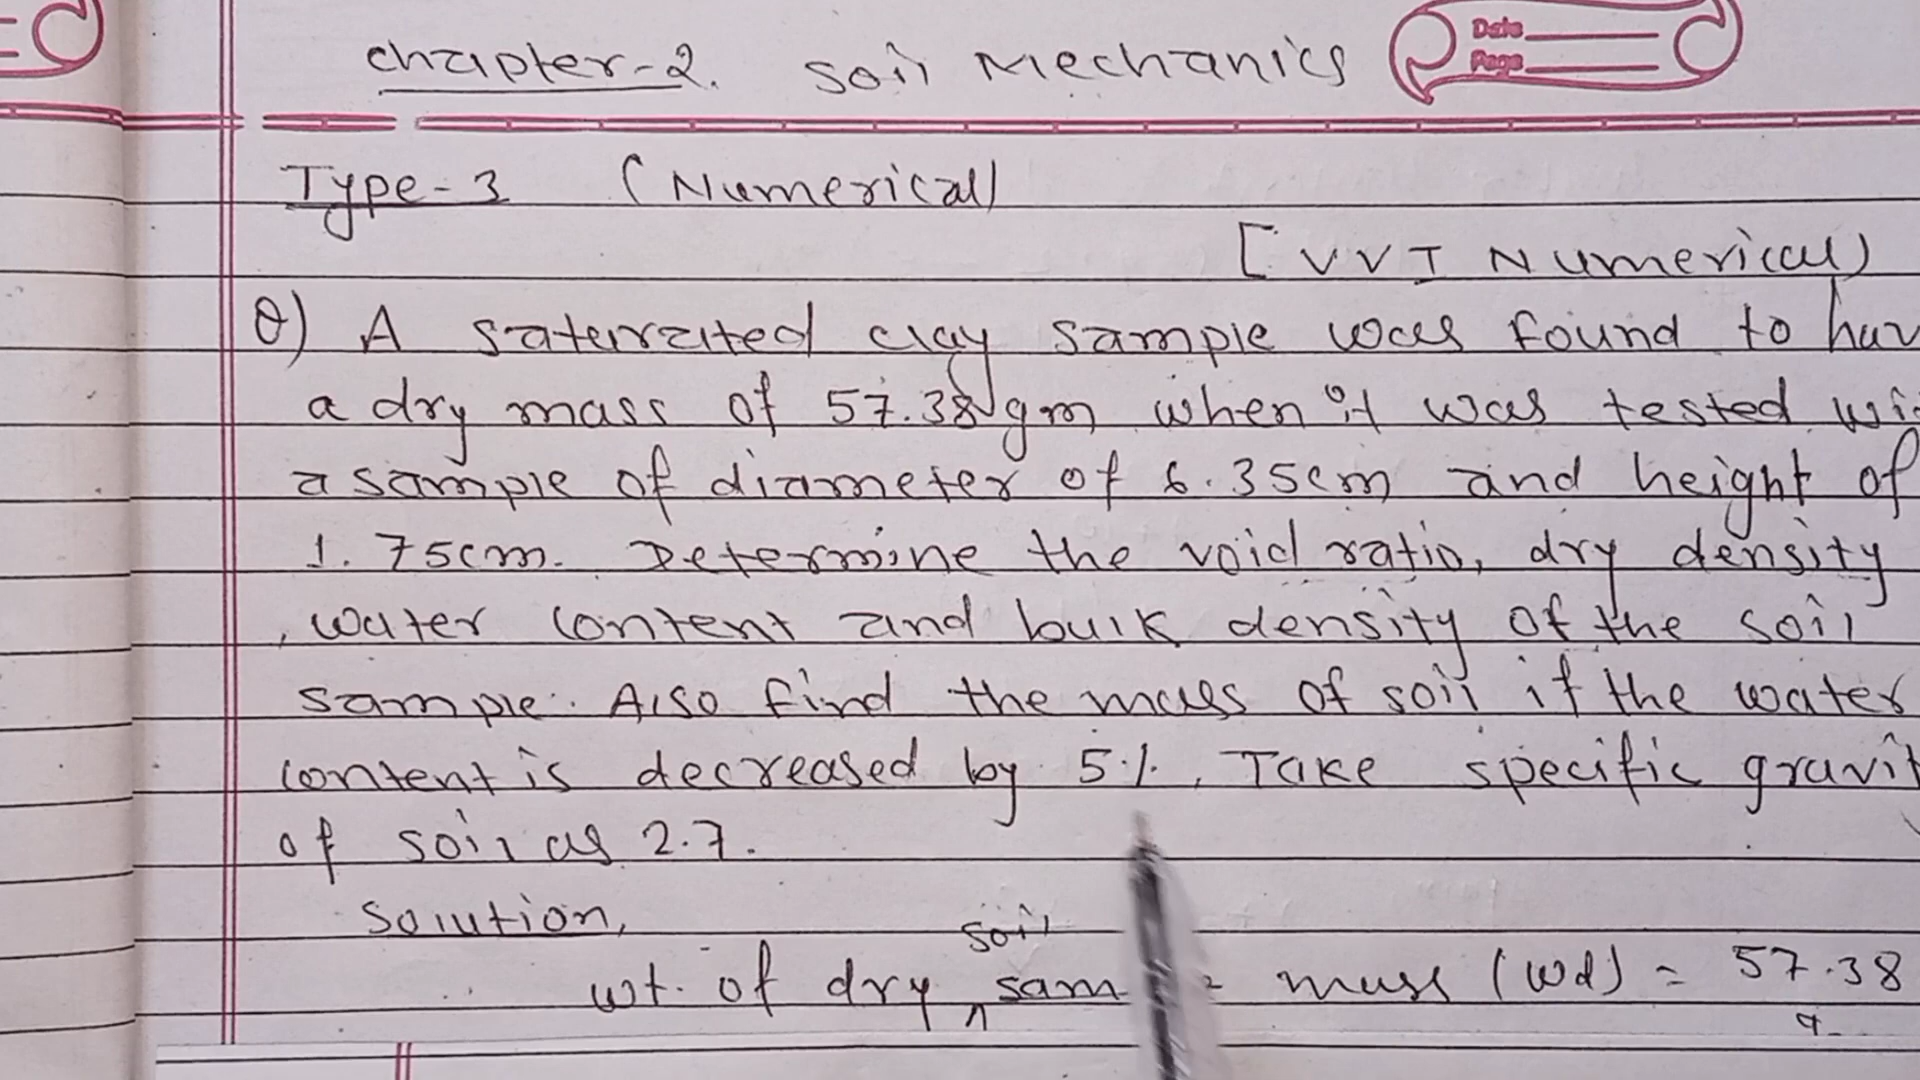 Date
Page
Chapter-2. Soil Mechanics
Type-3 (Numerical)
[VVI Numerical)
Q) A saterrated clay sample was found to hav
a dry mass of 57.38 gm when it was tested wi
a sample of diameter of 6.35cm and height of
1.75cm. Determine the void ratio, dry density
, water content and bulk density of the soil
sample. Also find the mass of soil if the water
content is decreased by 5%. Take specific gravit
of soil as 2.7.
Solution,
soil
wt. of dry ^ sam mass (wd) = 57.38